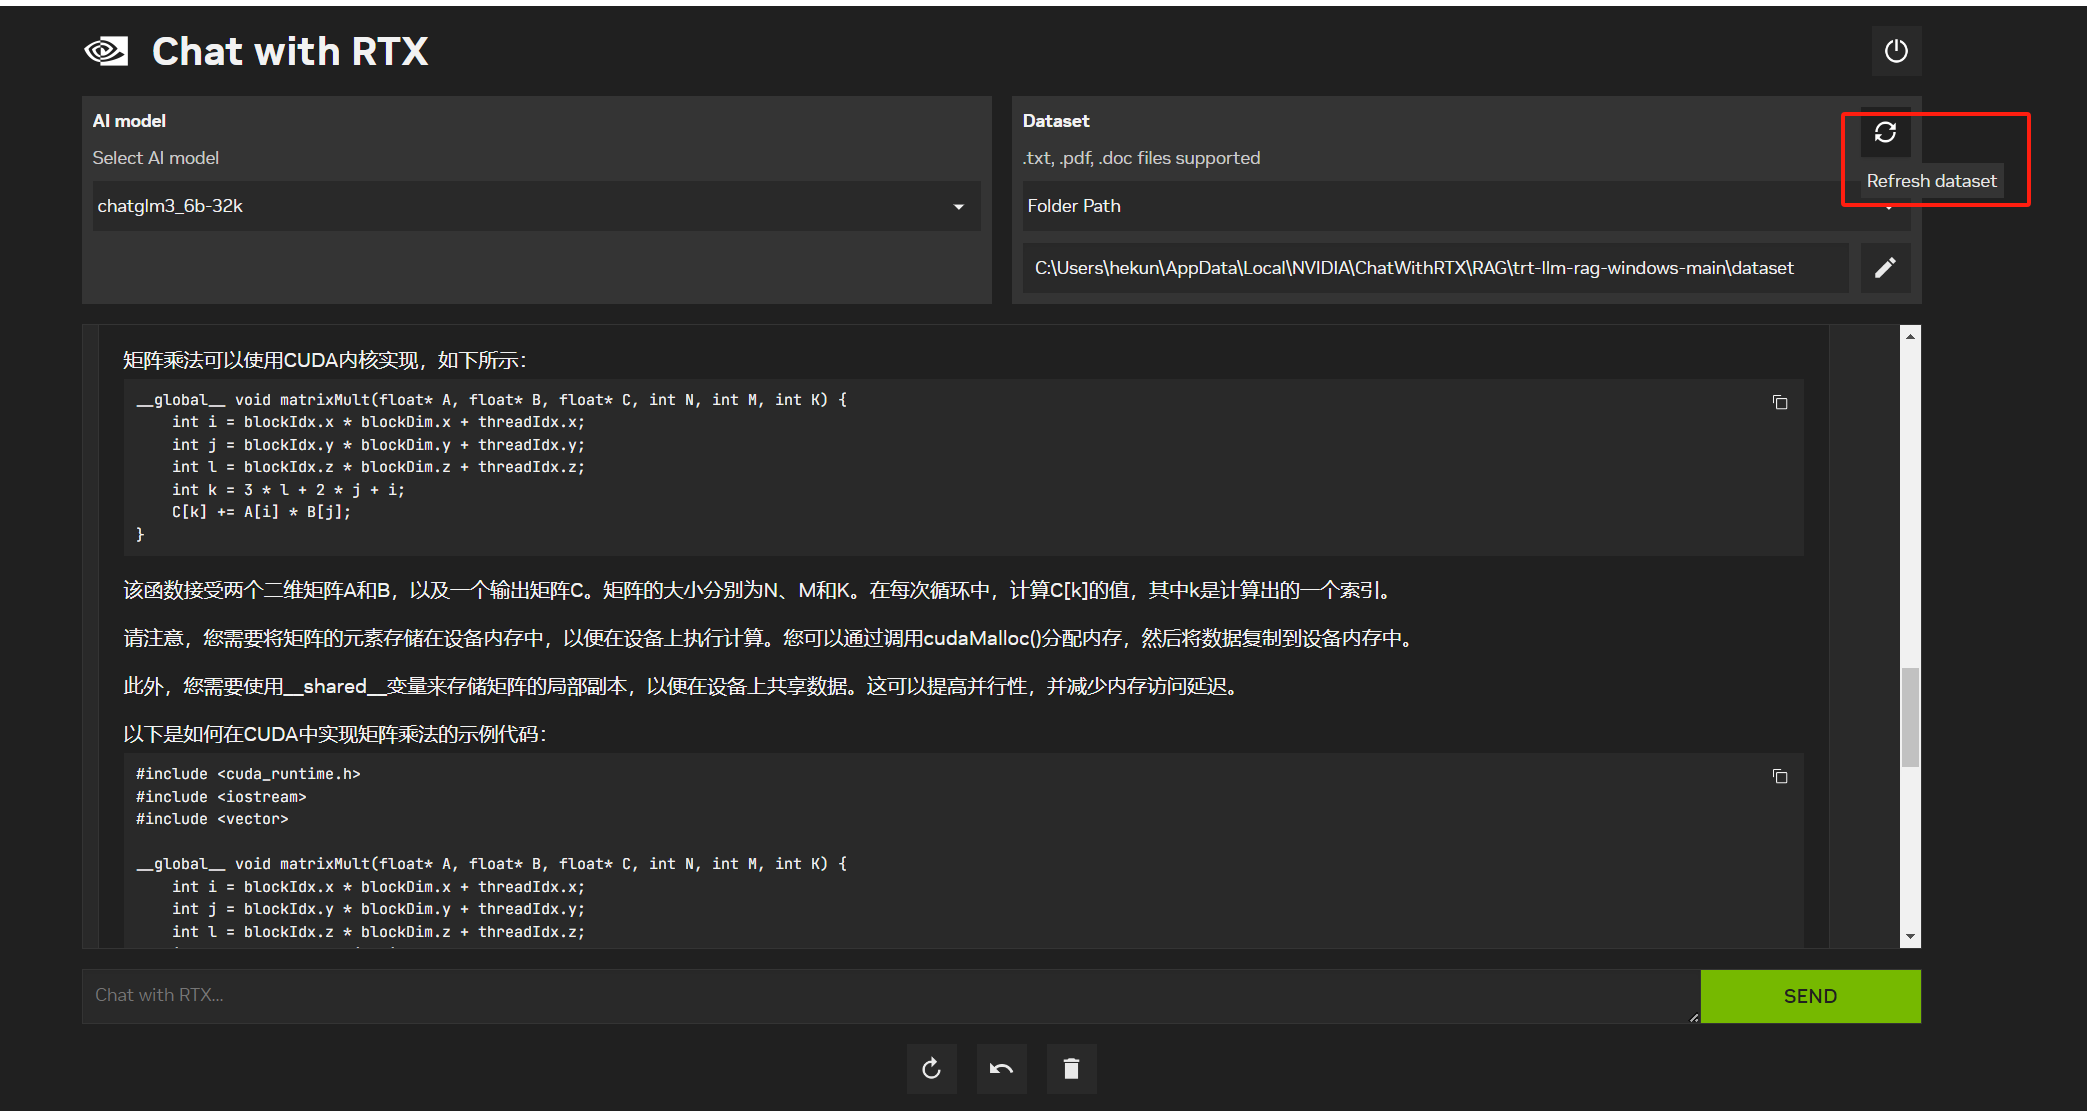 Chat with RTX
AI model
Select AI model
chatglm3_6b-32k
Dataset
.txt, .pdf, .doc files supported
Refresh dataset
Folder Path
C:\Users\hekun\AppData\Local\NVIDIA\ChatWithRTX\RAG\trt-llm-rag-windows-main\dataset
矩阵乘法可以使用CUDA内核实现，如下所示：
__global__ void matrixMult(float* A, float* B, float* C, int N, int M, int K) {
    int i = blockIdx.x * blockDim.x + threadIdx.x;
    int j = blockIdx.y * blockDim.y + threadIdx.y;
    int l = blockIdx.z * blockDim.z + threadIdx.z;
    int k = 3 * l + 2 * j + i;
    C[k] += A[i] * B[j];
}
该函数接受两个二维矩阵A和B，以及一个输出矩阵C。矩阵的大小分别为N、M和K。在每次循环中，计算C[k]的值，其中k是计算出的一个索引。
请注意，您需要将矩阵的元素存储在设备内存中，以便在设备上执行计算。您可以通过调用cudaMalloc()分配内存，然后将数据复制到设备内存中。
此外，您需要使用__shared__变量来存储矩阵的局部副本，以便在设备上共享数据。这可以提高并行性，并减少内存访问延迟。
以下是如何在CUDA中实现矩阵乘法的示例代码：
#include <cuda_runtime.h>
#include <iostream>
#include <vector>
__global__ void matrixMult(float* A, float* B, float* C, int N, int M, int K) {
    int i = blockIdx.x * blockDim.x + threadIdx.x;
    int j = blockIdx.y * blockDim.y + threadIdx.y;
    int l = blockIdx.z * blockDim.z + threadIdx.z;
Chat with RTX...
SEND